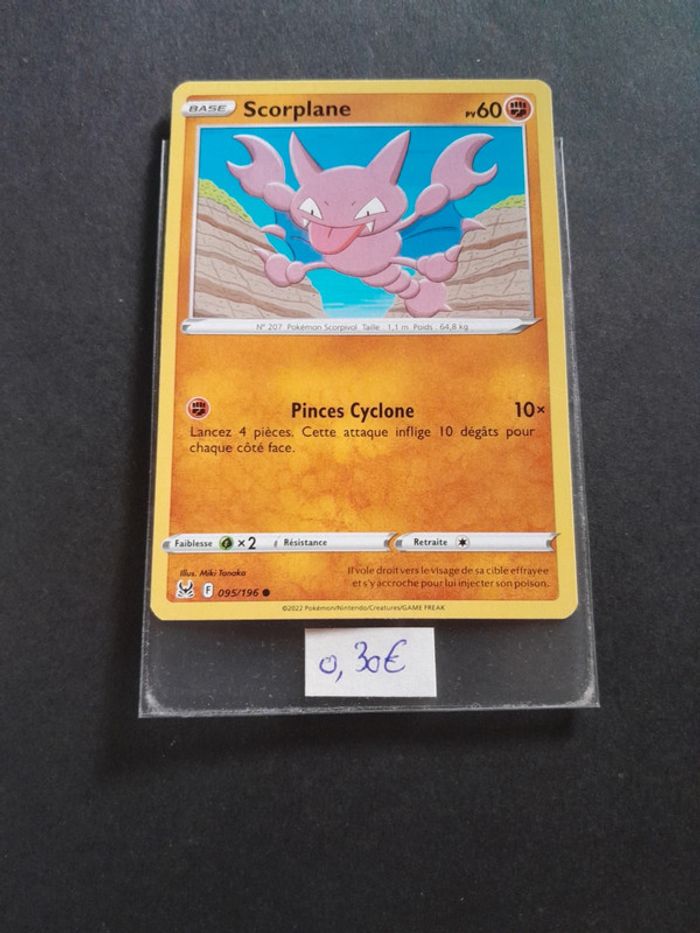 BASE Scorplane PV60
N° 207 Pokémon Scorpivol Taille : 1,1 m Poids : 64,8 kg
Pinces Cyclone 10×
Lancez 4 pièces. Cette attaque inflige 10 dégâts pour
chaque côté face.
Faiblesse ×2 Résistance Retraite
Illus. Miki Tanaka
Il vole droit vers le visage de sa cible effrayée
et s'y accroche pour lui injecter son poison.
F 095/196
©2022 Pokémon/Nintendo/Creatures/GAME FREAK
0,30€